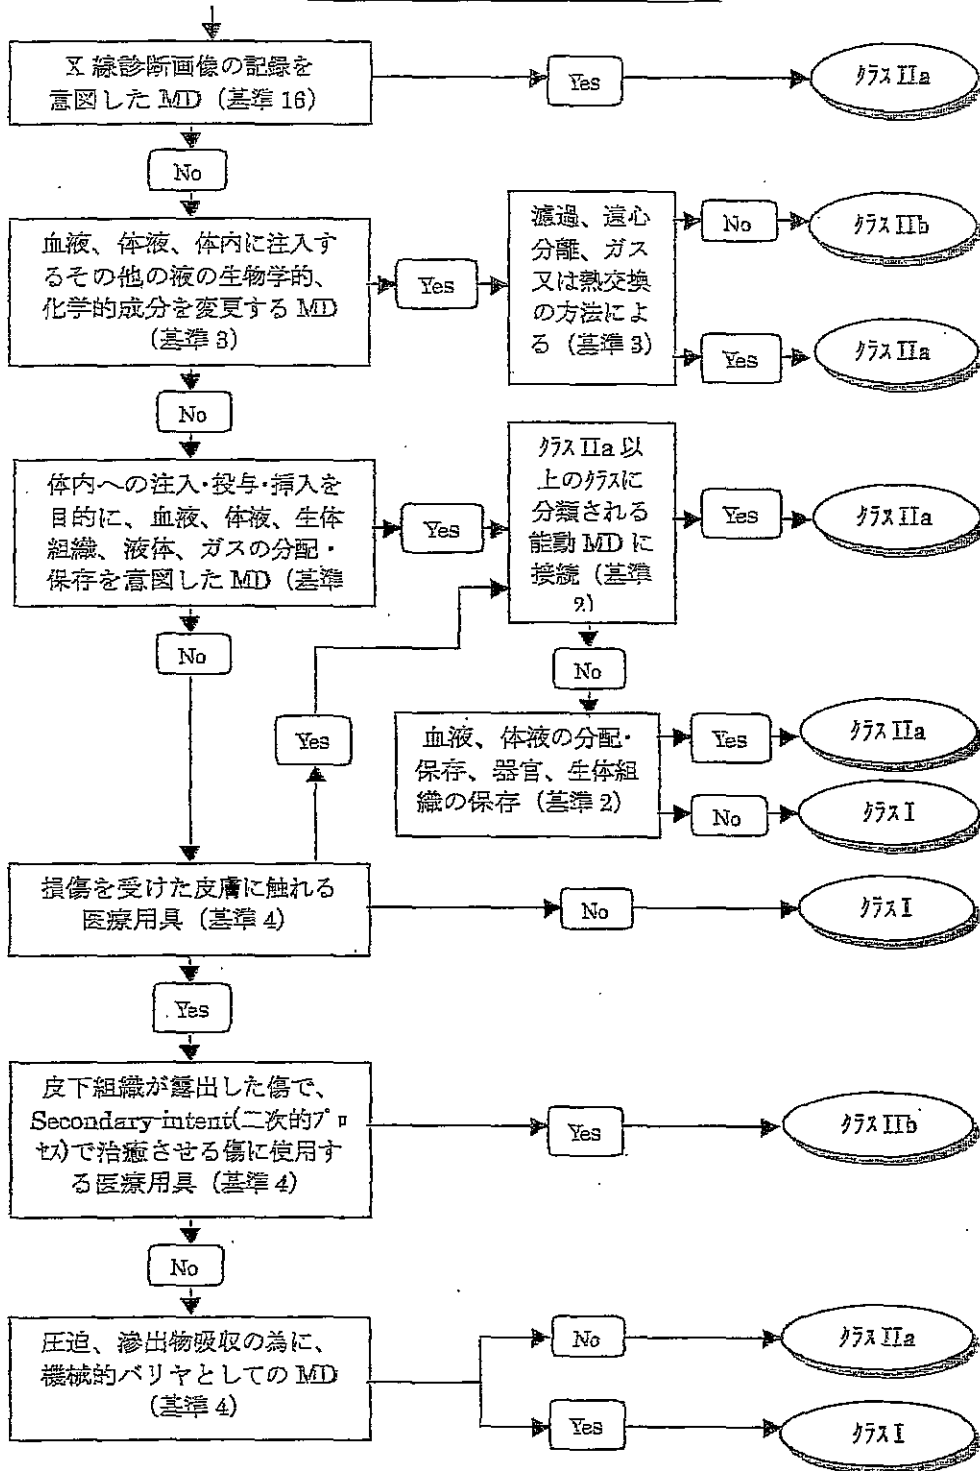 X線診断画像の記録を
意図した MD (基準 16)
Yes
クラス IIa
No
血液、体液、体内に注入す
るその他の液の生物学的、
化学的成分を変更する MD
(基準 3)
Yes
濾過、遠心
分離、ガス
又は熱交換
の方法によ
る (基準 3)
No
クラス IIb
Yes
クラス IIa
No
体内への注入・投与・挿入を
目的に、血液、体液、生体
組織、液体、ガスの分配・
保存を意図した MD (基準
Yes
クラス IIa 以
上のクラスに
分類される
能動 MD に
接続 (基準
2)
Yes
クラス IIa
No
No
Yes
血液、体液の分配・
保存、器官、生体組
織の保存 (基準 2)
Yes
クラス IIa
No
クラス I
損傷を受けた皮膚に触れる
医療用具 (基準 4)
No
クラス I
Yes
皮下組織が露出した傷で、
Secondary-intent(二次的プロ
セス)で治癒させる傷に使用す
る医療用具 (基準 4)
Yes
クラス IIb
No
圧迫、滲出物吸収の為に、
機械的バリヤとしての MD
(基準 4)
No
クラス IIa
Yes
クラス I